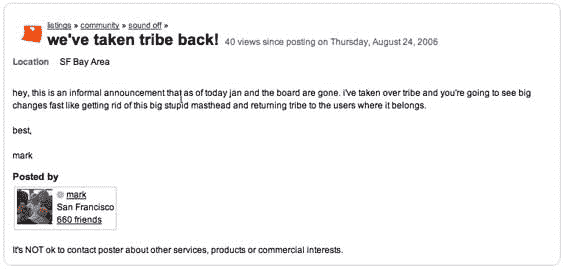 listings » community » sound off »
we've taken tribe back! 40 views since posting on Thursday, August 24, 2006
Location SF Bay Area
hey, this is an informal announcement that as of today jan and the board are gone. i've taken over tribe and you're going to see big
changes fast like getting rid of this big stupid masthead and returning tribe to the users where it belongs.
best,
mark
Posted by
mark
San Francisco
660 friends
It's NOT ok to contact poster about other services, products or commercial interests.